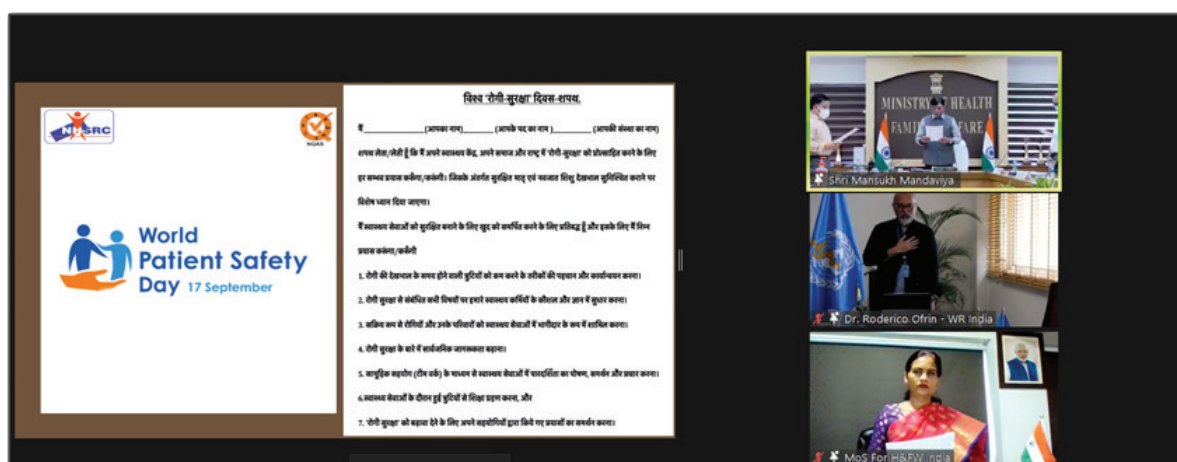 NHSRC
NQAS
World
Patient Safety
Day 17 September
विश्व 'रोगी-सुरक्षा' दिवस-शपथ.
मैं ________________(आपका नाम)________ (आपके पद का नाम )__________ (आपकी संस्था का नाम)
शपथ लेता/लेती हूँ कि मैं अपने स्वास्थय केंद्र, अपने समाज और राष्ट्र में 'रोगी-सुरक्षा' को प्रोत्साहित करने के लिए
हर सम्भव प्रयास करूँगा/करूंगी। जिसके अंतर्गत सुरक्षित मातृ एवं नवजात शिशु देखभाल सुनिश्चित कराने पर
विशेष ध्यान दिया जाएगा।
मैं स्वास्थय सेवाओं को सुरक्षित बनाने के लिए खुद को समर्पित करने के लिए प्रतिबद्ध हूँ और इसके लिए मैं निम्न
प्रयास करूंगा/करूँगी
1. रोगी की देखभाल के समय होने वाली त्रुटियों को कम करने के तरीकों की पहचान और कार्यान्वयन करना।
2. रोगी सुरक्षा से संबंधित सभी विषयों पर हमारे स्वास्थय कर्मियों के कौशल और ज्ञान में सुधार करना।
3. सक्रिय रूप से रोगियों और उनके परिवारों को स्वास्थय सेवाओं में भागीदार के रूप में शामिल करना।
4. रोगी सुरक्षा के बारे में सार्वजनिक जागरूकता बढ़ाना।
5. सामूहिक सहयोग (टीम वर्क) के माध्यम से स्वास्थय सेवाओं में पारदर्शिता का पोषण, समर्थन और प्रचार करना।
6.स्वास्थ्य सेवाओं के दौरान हुई त्रुटियों से शिक्षा ग्रहण करना, और
7. 'रोगी सुरक्षा' को बढ़ावा देने के लिए अपने सहयोगियों द्वारा किये गए प्रयासों का समर्थन करना।
MINISTRY OF HEALTH
FAMILY WELFARE
Shri Mansukh Mandaviya
Dr. Roderico Ofrin - WR India
MoS For H&FW India